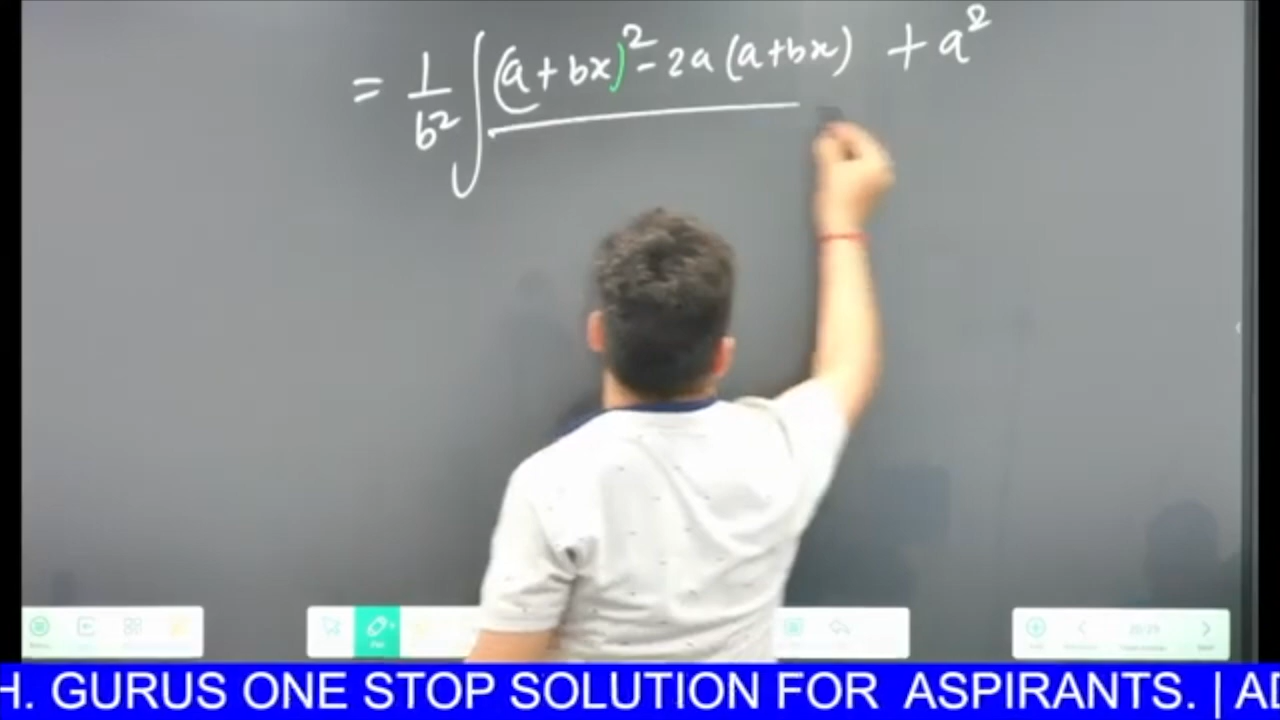 = 1/b² ∫ (a + bx)² - 2a (a+bx) + a²
H. GURUS ONE STOP SOLUTION FOR ASPIRANTS. | AD